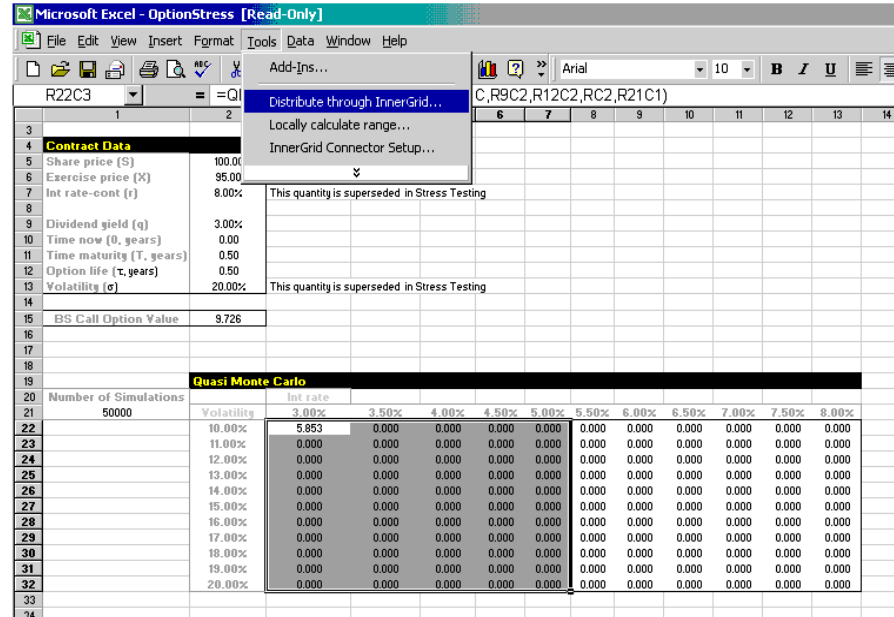 Microsoft Excel - OptionStress [Read-Only]
File Edit View Insert Format Tools Data Window Help
ABC Arial 10 B I U
R22C3 = =Q C,R9C2,R12C2,RC2,R21C1)
Add-Ins...
Distribute through InnerGrid...
Locally calculate range...
InnerGrid Connector Setup...
1 2 6 7 8 9 10 11 12 13 14
3
4 Contract Data
5 Share price (S) 100.00
6 Exercise price (X) 95.00
7 Int rate-cont (r) 8.00% This quantity is superseded in Stress Testing
8
9 Dividend yield (q) 3.00%
10 Time now (0, years) 0.00
11 Time maturity (T, years) 0.50
12 Option life (τ, years) 0.50
13 Volatility (σ) 20.00% This quantity is superseded in Stress Testing
14
15 BS Call Option Value 9.726
16
17
18
19 Quasi Monte Carlo
20 Number of Simulations Int rate
21 50000 Volatility 3.00% 3.50% 4.00% 4.50% 5.00% 5.50% 6.00% 6.50% 7.00% 7.50% 8.00%
22 10.00% 5.853 0.000 0.000 0.000 0.000 0.000 0.000 0.000 0.000 0.000 0.000
23 11.00% 0.000 0.000 0.000 0.000 0.000 0.000 0.000 0.000 0.000 0.000 0.000
24 12.00% 0.000 0.000 0.000 0.000 0.000 0.000 0.000 0.000 0.000 0.000 0.000
25 13.00% 0.000 0.000 0.000 0.000 0.000 0.000 0.000 0.000 0.000 0.000 0.000
26 14.00% 0.000 0.000 0.000 0.000 0.000 0.000 0.000 0.000 0.000 0.000 0.000
27 15.00% 0.000 0.000 0.000 0.000 0.000 0.000 0.000 0.000 0.000 0.000 0.000
28 16.00% 0.000 0.000 0.000 0.000 0.000 0.000 0.000 0.000 0.000 0.000 0.000
29 17.00% 0.000 0.000 0.000 0.000 0.000 0.000 0.000 0.000 0.000 0.000 0.000
30 18.00% 0.000 0.000 0.000 0.000 0.000 0.000 0.000 0.000 0.000 0.000 0.000
31 19.00% 0.000 0.000 0.000 0.000 0.000 0.000 0.000 0.000 0.000 0.000 0.000
32 20.00% 0.000 0.000 0.000 0.000 0.000 0.000 0.000 0.000 0.000 0.000 0.000
33